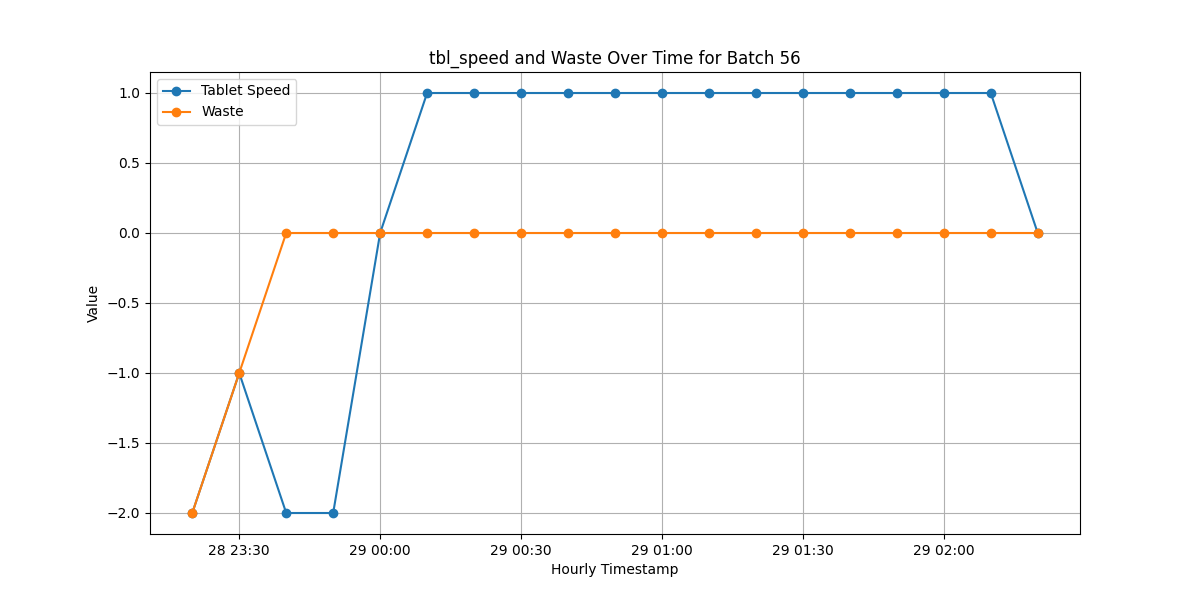 tbl_speed and Waste Over Time for Batch 56
Tablet Speed
Waste
1.0
0.5
0.0
−0.5
−1.0
−1.5
−2.0
Value
28 23:30
29 00:00
29 00:30
29 01:00
29 01:30
29 02:00
Hourly Timestamp